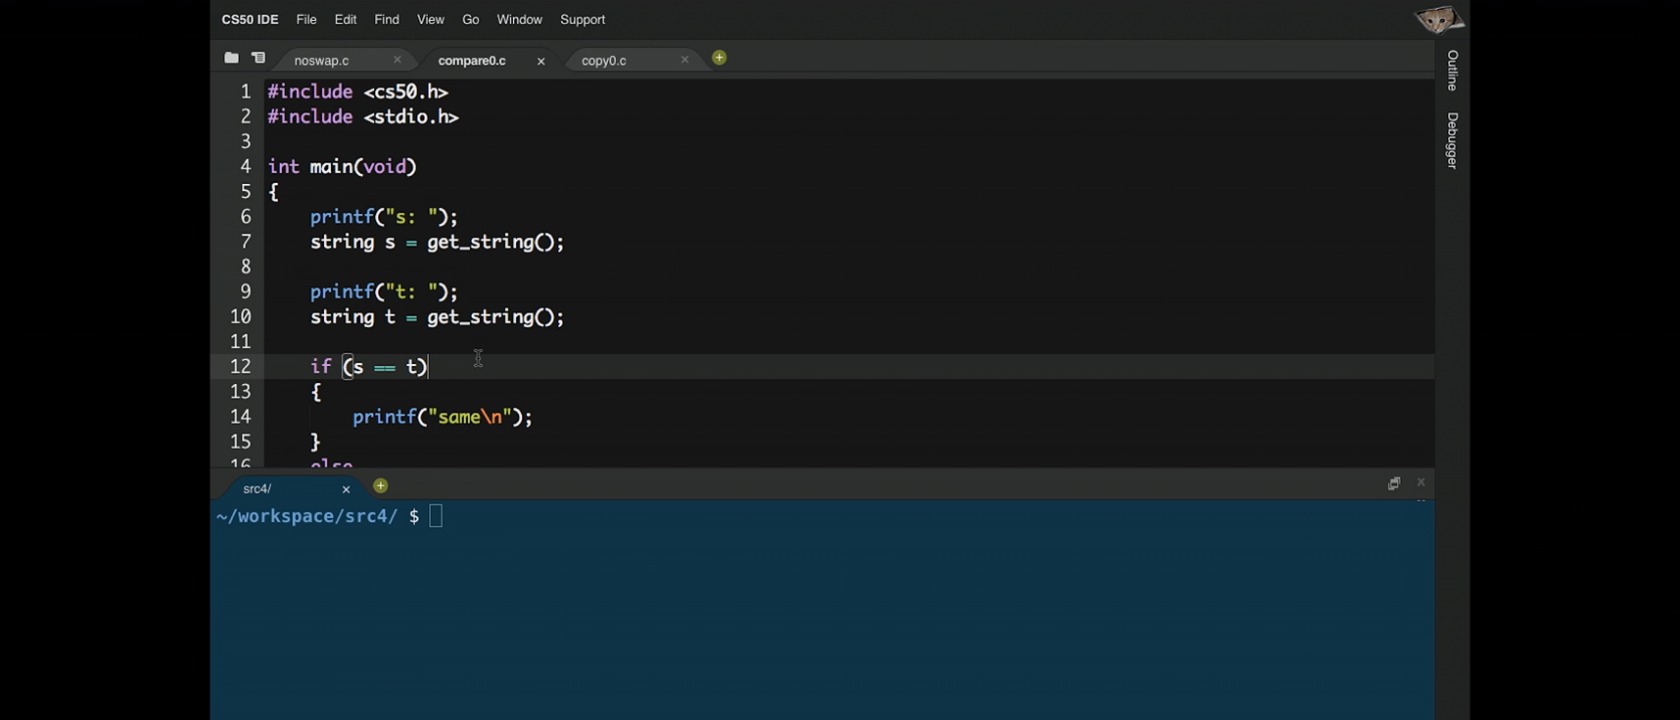 CS50 IDE File Edit Find View Go Window Support
noswap.c × compare0.c × copy0.c ×
Outline
Debugger
1 #include <cs50.h>
2 #include <stdio.h>
3
4 int main(void)
5 {
6 printf("s: ");
7 string s = get_string();
8
9 printf("t: ");
10 string t = get_string();
11
12 if (s == t)
13 {
14 printf("same\n");
15 }
16 else
src4/ ×
~/workspace/src4/ $